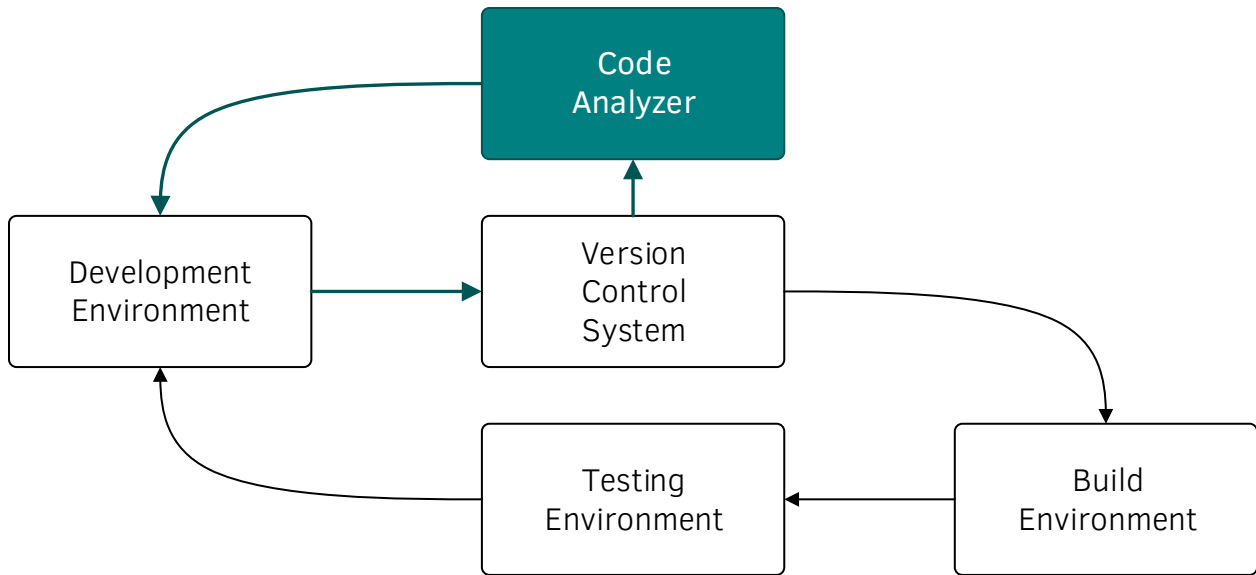 Code
Analyzer
Development
Environment
Version
Control
System
Testing
Environment
Build
Environment